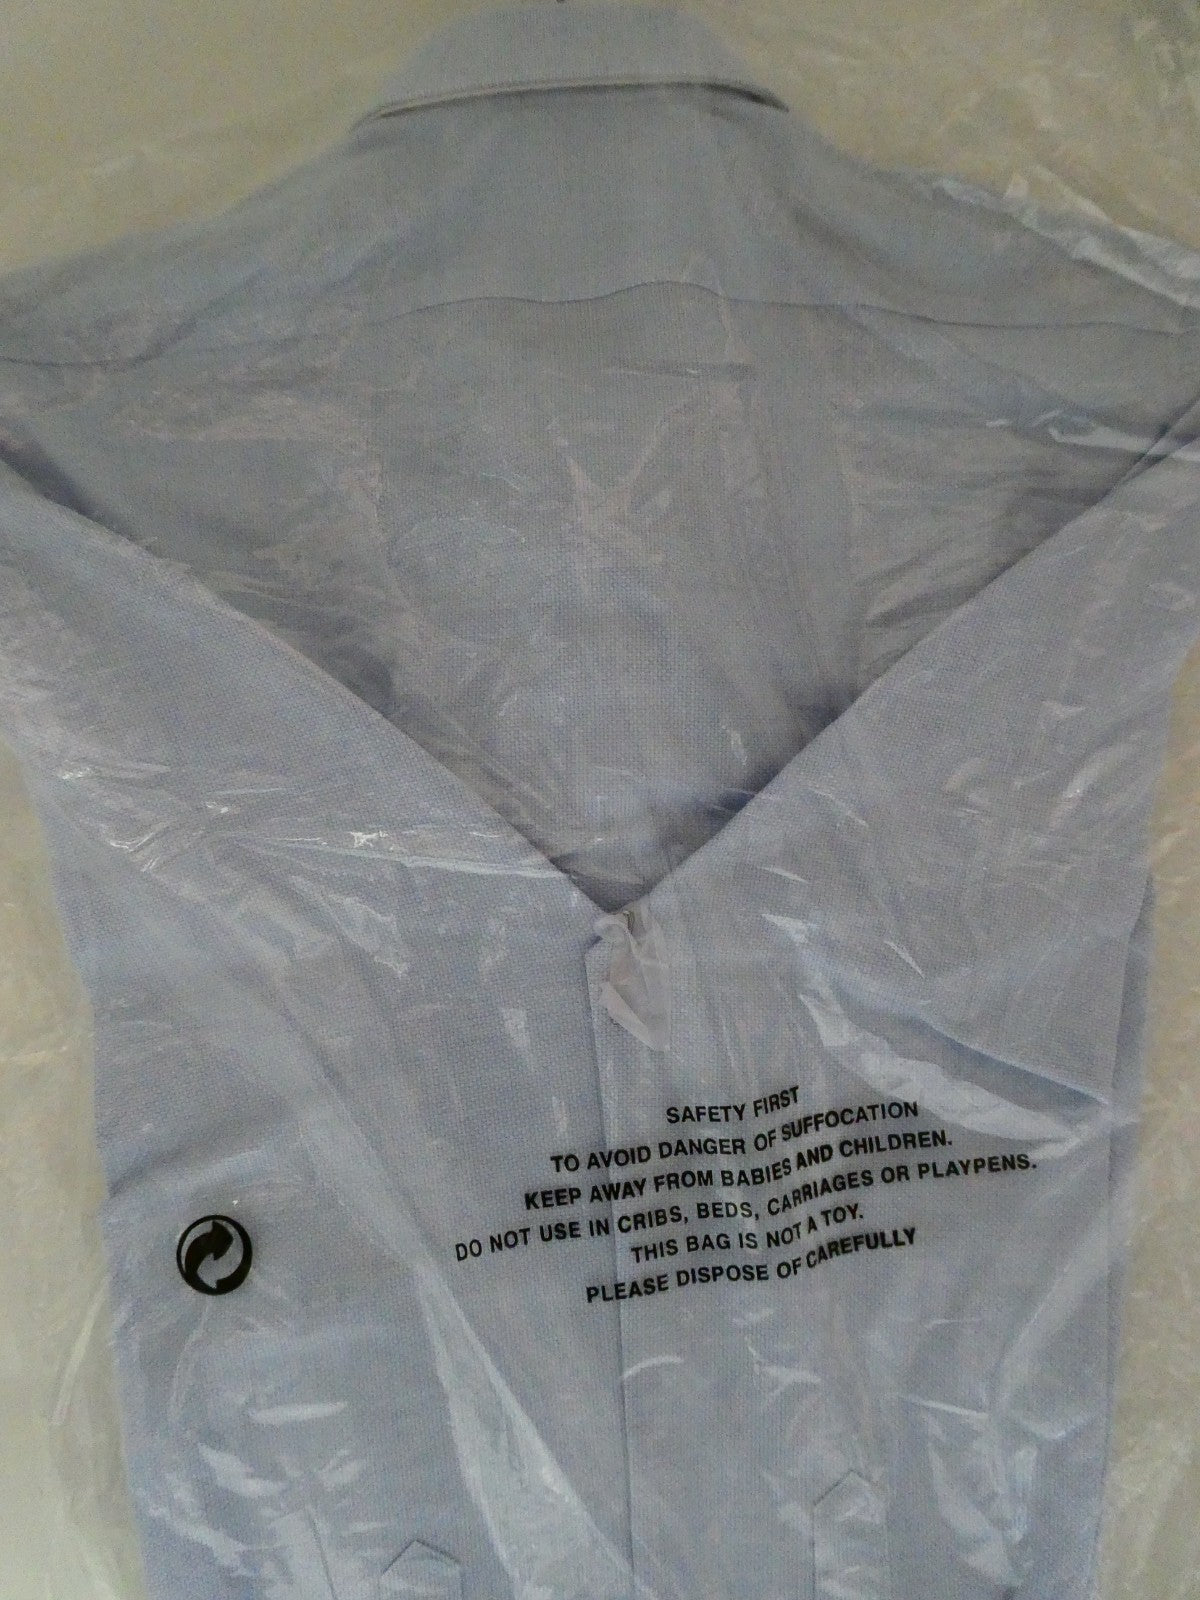 SAFETY FIRST
TO AVOID DANGER OF SUFFOCATION
KEEP AWAY FROM BABIES AND CHILDREN.
DO NOT USE IN CRIBS, BEDS, CARRIAGES OR PLAYPENS.
THIS BAG IS NOT A TOY.
PLEASE DISPOSE OF CAREFULLY